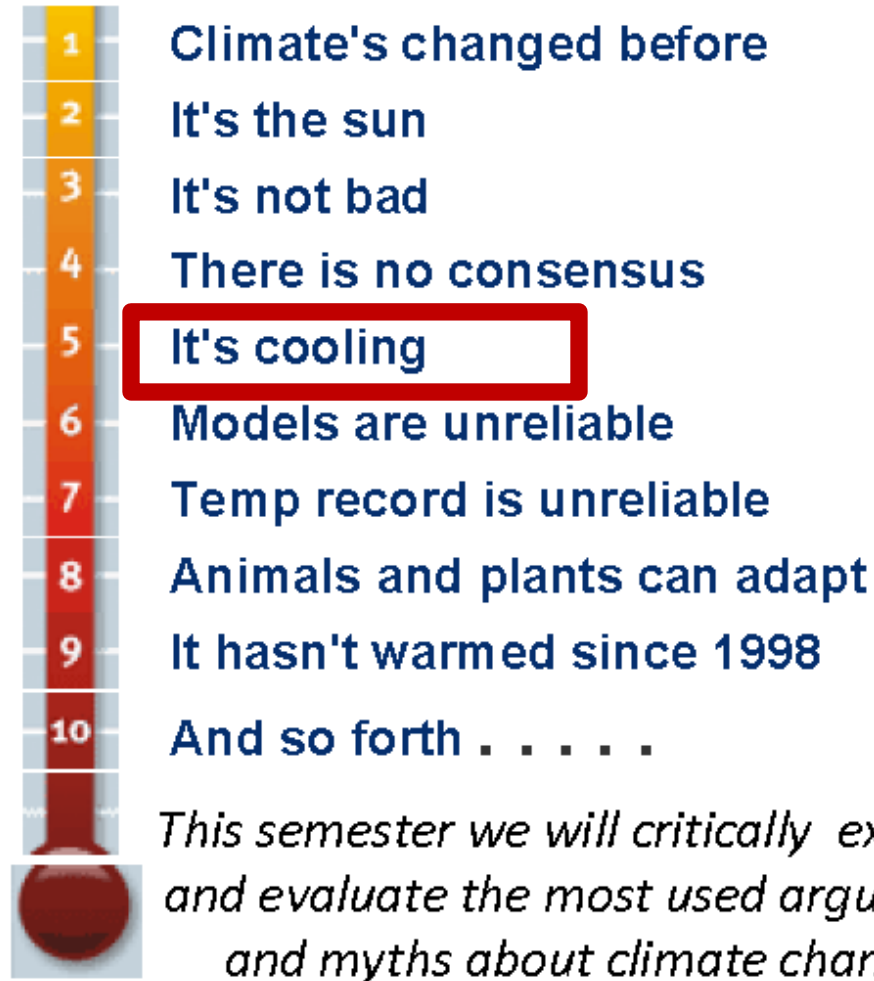 1 Climate's changed before
2 It's the sun
3 It's not bad
4 There is no consensus
5 It's cooling
6 Models are unreliable
7 Temp record is unreliable
8 Animals and plants can adapt
9 It hasn't warmed since 1998
10 And so forth . . . . .
This semester we will critically
and evaluate the most used
and myths about climate